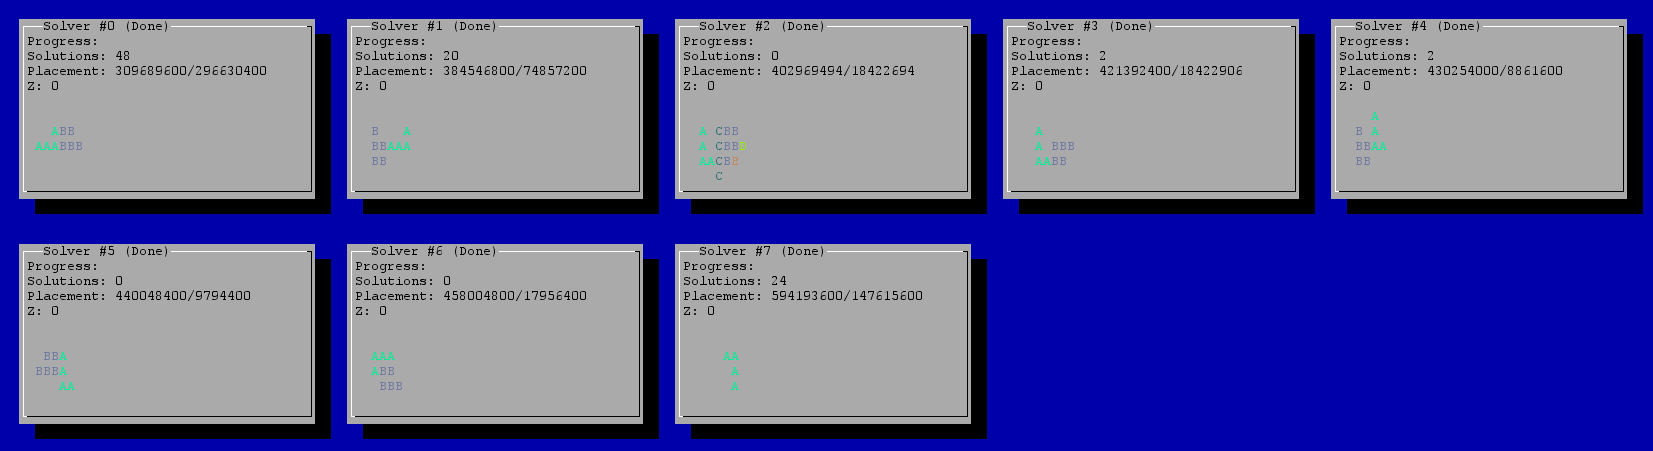 Solver #0 (Done)
Progress:
Solutions: 48
Placement: 309689600/296630400
Z: 0
ABB
AAABBB
Solver #1 (Done)
Progress:
Solutions: 20
Placement: 384546800/74857200
Z: 0
B A
BBAAA
BB
Solver #2 (Done)
Progress:
Solutions: 0
Placement: 402969494/18422694
Z: 0
A CBB
A CBB
AACB
C
Solver #3 (Done)
Progress:
Solutions: 2
Placement: 421392400/18422906
Z: 0
A
A BBB
AABB
Solver #4 (Done)
Progress:
Solutions: 2
Placement: 430254000/8861600
Z: 0
A
B A
BBAA
BB
Solver #5 (Done)
Progress:
Solutions: 0
Placement: 440048400/9794400
Z: 0
BBA
BBBA
AA
Solver #6 (Done)
Progress:
Solutions: 0
Placement: 458004800/17956400
Z: 0
AAA
ABB
BBB
Solver #7 (Done)
Progress:
Solutions: 24
Placement: 594193600/147615600
Z: 0
AA
A
A